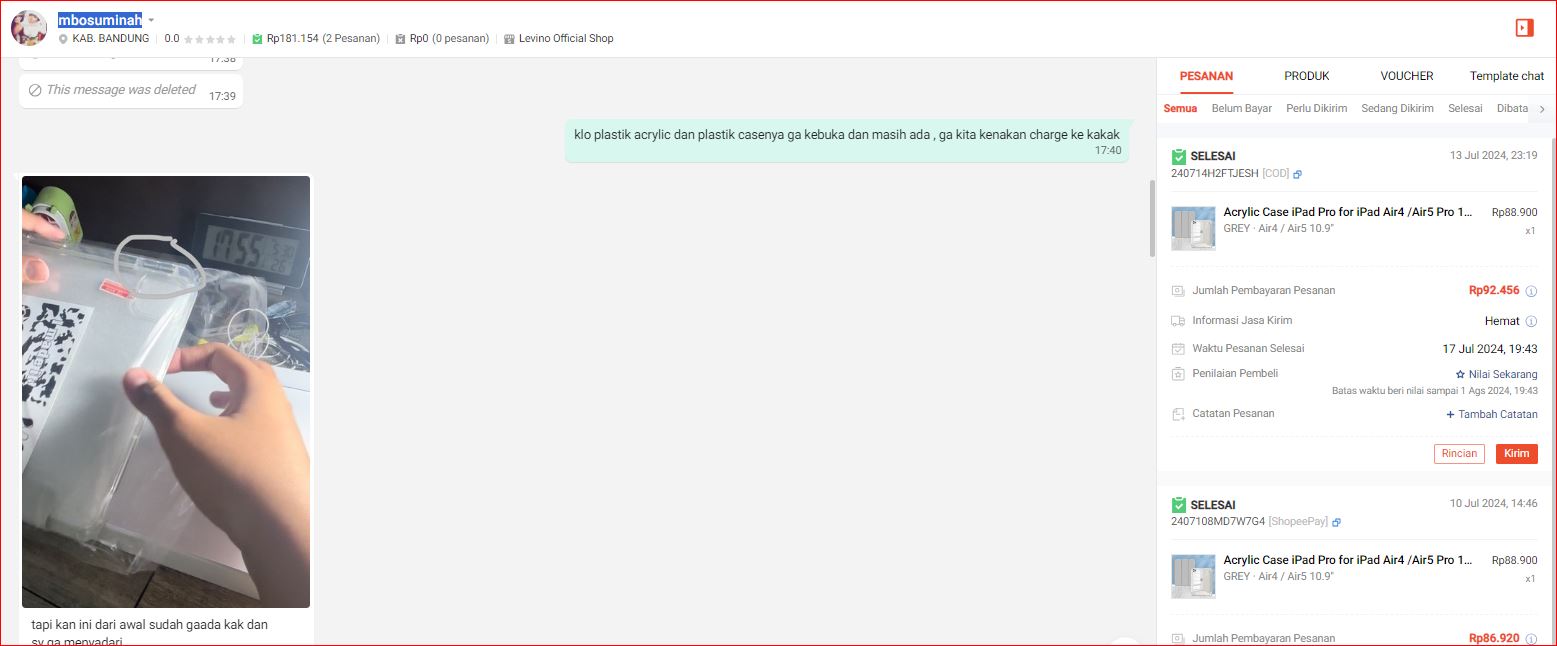 mbosuminah
KAB. BANDUNG 0.0 Rp181.154 (2 Pesanan) Rp0 (0 pesanan) Levino Official Shop
17:38
This message was deleted 17:39
klo plastik acrylic dan plastik casenya ga kebuka dan masih ada , ga kita kenakan charge ke kakak
17:40
17:55
tapi kan ini dari awal sudah gaada kak dan
sy ga menyadari
PESANAN PRODUK VOUCHER Template chat
Semua Belum Bayar Perlu Dikirim Sedang Dikirim Selesai Dibata
SELESAI 13 Jul 2024, 23:19
240714H2FTJESH [COD]
Acrylic Case iPad Pro for iPad Air4 /Air5 Pro 1... Rp88.900
GREY · Air4 / Air5 10.9" x1
Jumlah Pembayaran Pesanan Rp92.456
Informasi Jasa Kirim Hemat
Waktu Pesanan Selesai 17 Jul 2024, 19:43
Penilaian Pembeli Nilai Sekarang
Batas waktu beri nilai sampai 1 Ags 2024, 19:43
Catatan Pesanan + Tambah Catatan
Rincian Kirim
SELESAI 10 Jul 2024, 14:46
2407108MD7W7G4 [ShopeePay]
Acrylic Case iPad Pro for iPad Air4 /Air5 Pro 1... Rp88.900
GREY · Air4 / Air5 10.9" x1
Jumlah Pembayaran Pesanan Rp86.920